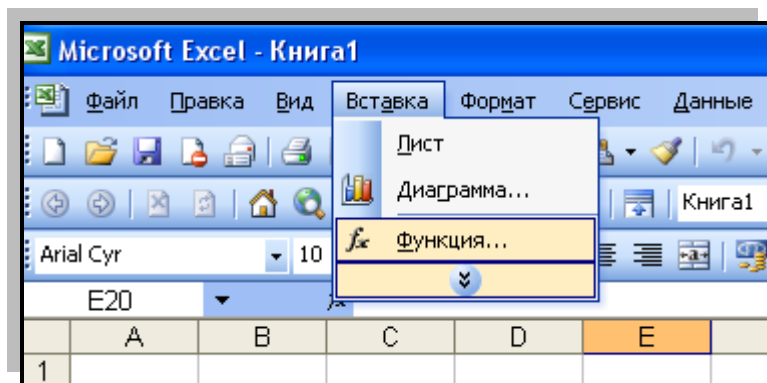 Microsoft Excel - Книга1
Файл Правка Вид Вставка Формат Сервис Данные
Лист
Диаграмма...
Книга1
Функция...
Arial Cyr 10
E20
A B C D E
1